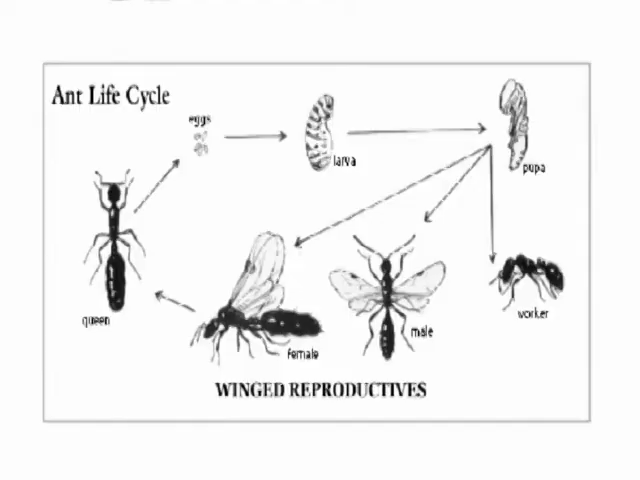 Ant Life Cycle
eggs
larva
pupa
queen
female
male
worker
WINGED REPRODUCTIVES